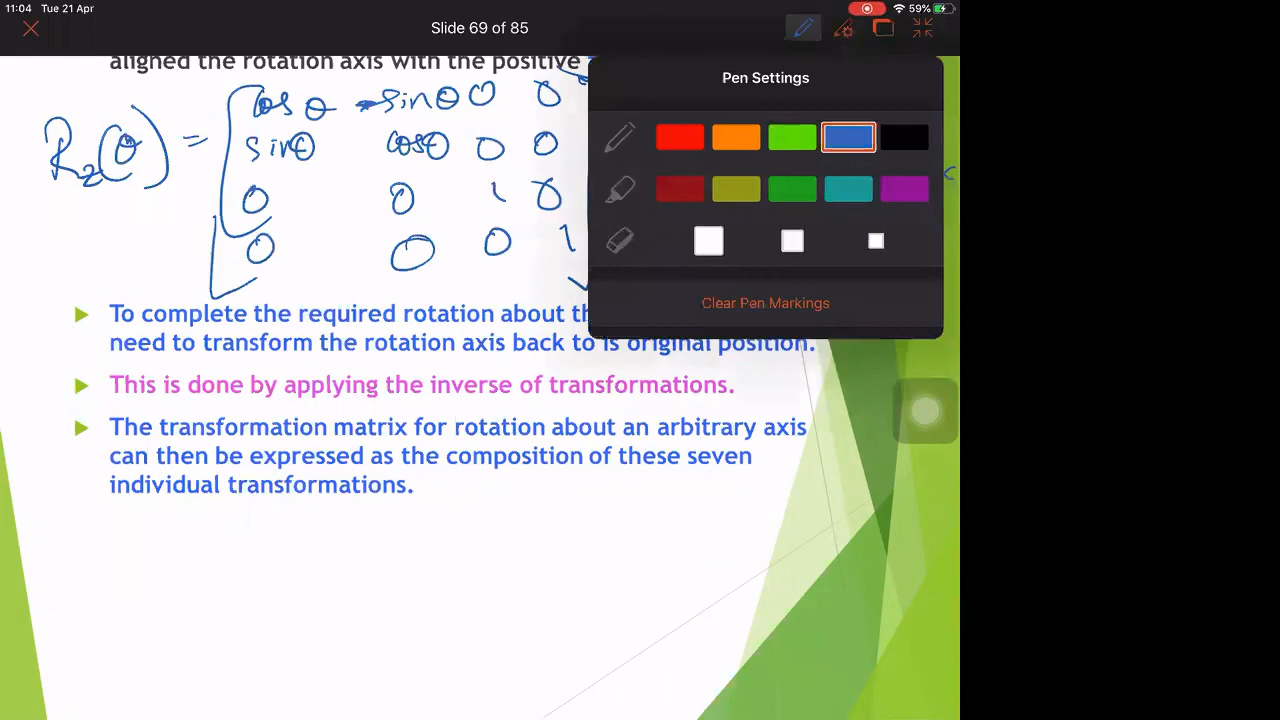 11:04 Tue 21 Apr
59%
Slide 69 of 85
aligned the rotation axis with the positive
Rz(θ) = cosθ -sinθ 0 0
sinθ cosθ 0 0
0 0 1 0
0 0 0 1
Pen Settings
Clear Pen Markings
To complete the required rotation about th
need to transform the rotation axis back to is original position.
This is done by applying the inverse of transformations.
The transformation matrix for rotation about an arbitrary axis
can then be expressed as the composition of these seven
individual transformations.